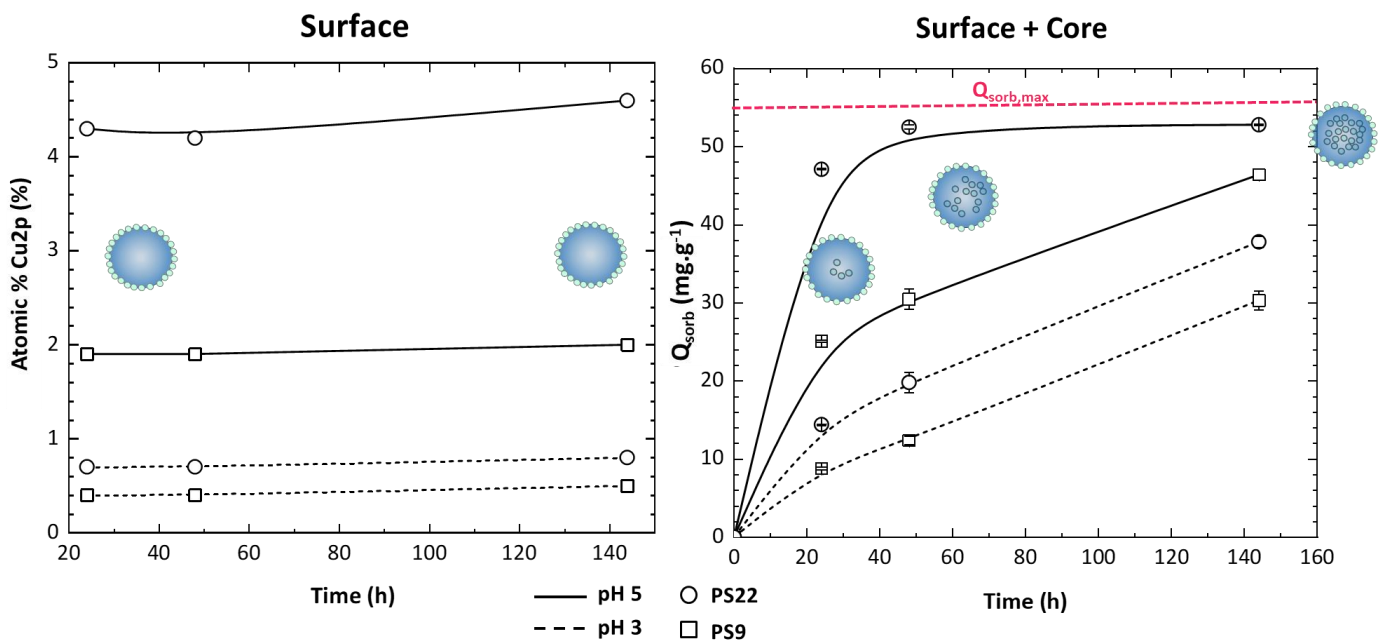 Surface
Atomic % Cu2p (%)
5
4
3
2
1
0
20 40 60 80 100 120 140
Time (h)
Surface + Core
Q_sorb (mg.g⁻¹)
60
50
40
30
20
10
0
Q_sorb,max
0 20 40 60 80 100 120 140 160
Time (h)
pH 5 PS22
pH 3 PS9